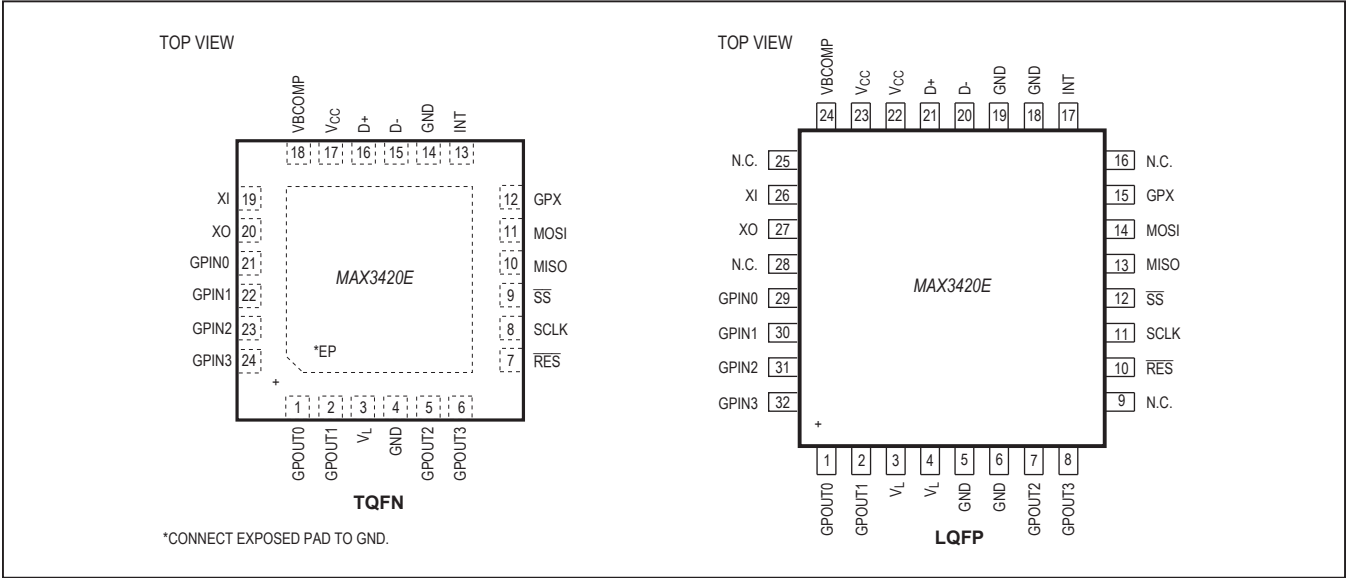 TOP VIEW
VBCOMP
VCC
D+
D-
GND
INT
18 17 16 15 14 13
XI 19
XO 20
GPIN0 21
GPIN1 22
GPIN2 23
GPIN3 24
12 GPX
11 MOSI
10 MISO
9 S̅S̅
8 SCLK
7 R̅E̅S̅
MAX3420E
*EP
+
1 2 3 4 5 6
GPOUT0
GPOUT1
VL
GND
GPOUT2
GPOUT3
TQFN
*CONNECT EXPOSED PAD TO GND.
TOP VIEW
VBCOMP
VCC
VCC
D+
D-
GND
GND
INT
24 23 22 21 20 19 18 17
N.C. 25
XI 26
XO 27
N.C. 28
GPIN0 29
GPIN1 30
GPIN2 31
GPIN3 32
16 N.C.
15 GPX
14 MOSI
13 MISO
12 S̅S̅
11 SCLK
10 R̅E̅S̅
9 N.C.
MAX3420E
+
1 2 3 4 5 6 7 8
GPOUT0
GPOUT1
VL
VL
GND
GND
GPOUT2
GPOUT3
LQFP